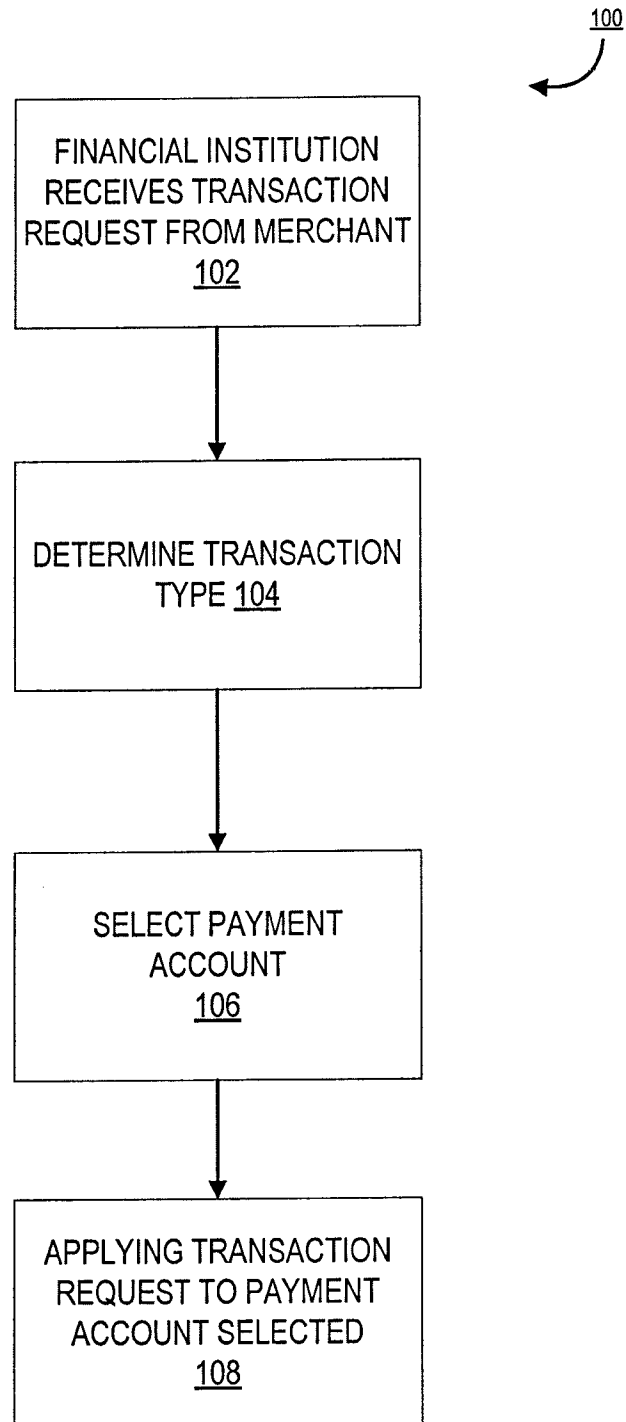 100
FINANCIAL INSTITUTION
RECEIVES TRANSACTION
REQUEST FROM MERCHANT
102
DETERMINE TRANSACTION
TYPE 104
SELECT PAYMENT
ACCOUNT
106
APPLYING TRANSACTION
REQUEST TO PAYMENT
ACCOUNT SELECTED
108